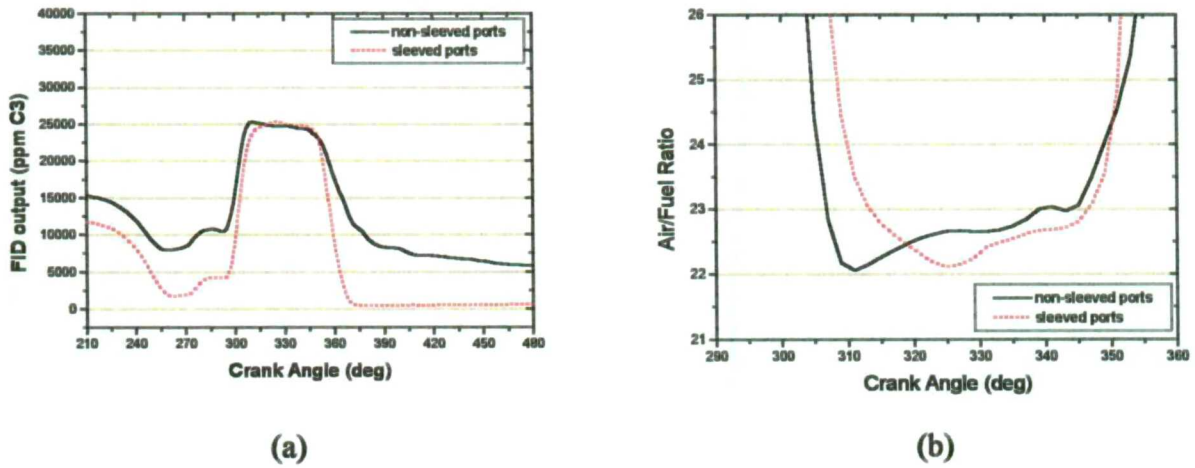 40000
35000
30000
25000
20000
15000
10000
5000
0
FID output (ppm C3)
non-sleeved ports
sleeved ports
210 240 270 300 330 360 390 420 450 480
Crank Angle (deg)
(a)
26
25
24
23
22
21
Air/Fuel Ratio
non-sleeved ports
sleeved ports
290 300 310 320 330 340 350 360
Crank Angle (deg)
(b)